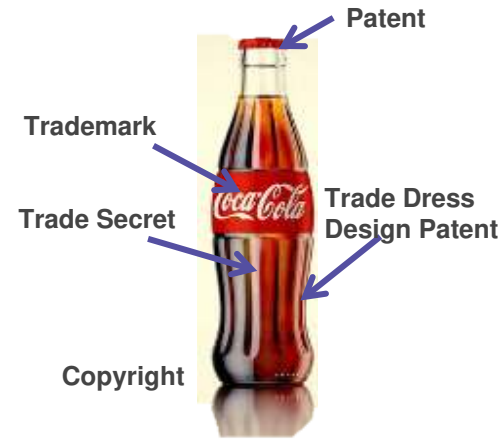 Patent
Trademark
Coca-Cola
Trade Secret
Trade Dress
Design Patent
Copyright